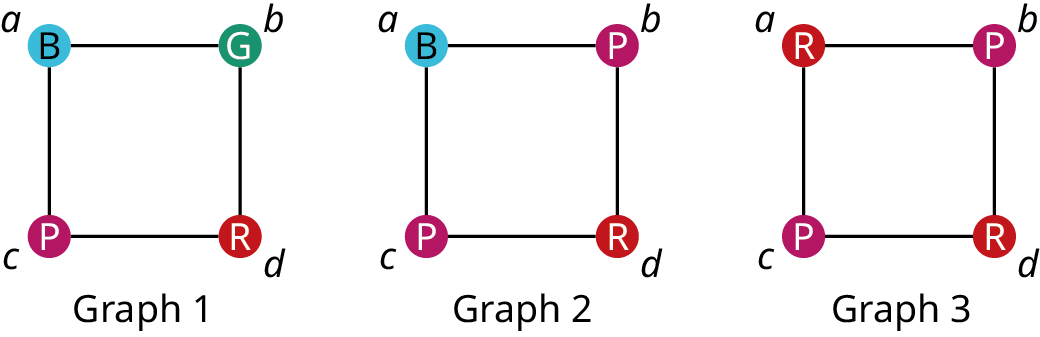 a b a b a b
B G B P R P
P R P R P R
c d c d c d
Graph 1 Graph 2 Graph 3